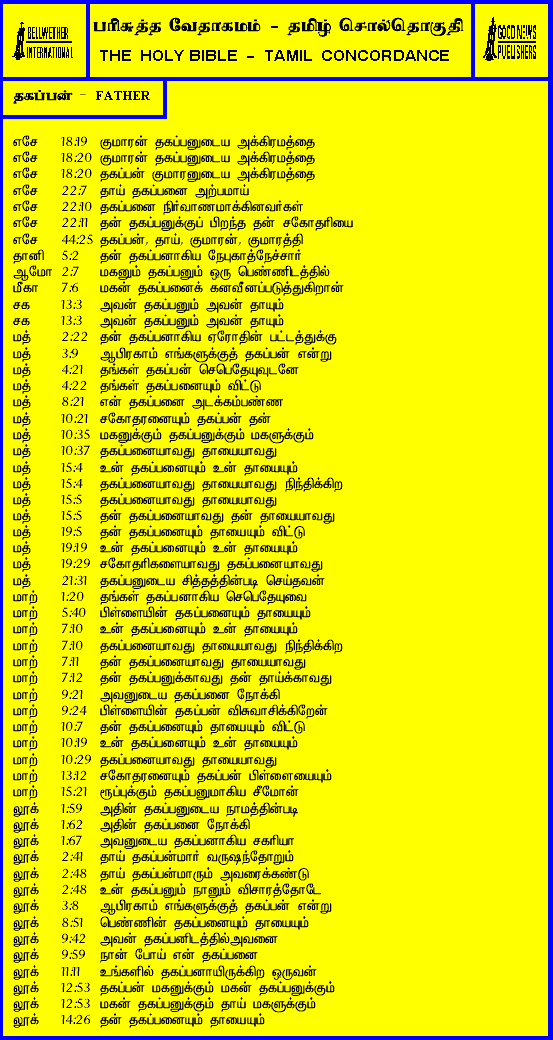 BELLWETHER
INTERNATIONAL
பரிசுத்த வேதாகமம் - தமிழ் சொல்தொகுதி
THE HOLY BIBLE - TAMIL CONCORDANCE
GOOD NEWS
PUBLISHERS
தகப்பன் - FATHER
எசே 18:19 குமாரன் தகப்பனுடைய அக்கிரமத்தை
எசே 18:20 குமாரன் தகப்பனுடைய அக்கிரமத்தை
எசே 18:20 தகப்பன் குமாரனுடைய அக்கிரமத்தை
எசே 22:7 தாய் தகப்பனை அற்பமாய்
எசே 22:10 தகப்பனை நிர்வாணமாக்கினவர்கள்
எசே 22:11 தன் தகப்பனுக்குப் பிறந்த தன் சகோதரியை
எசே 44:25 தகப்பன், தாய், குமாரன், குமாரத்தி
தானி 5:2 தன் தகப்பனாகிய நேபுகாத்நேச்சார்
ஆமோ 2:7 மகனும் தகப்பனும் ஒரு பெண்ணிடத்தில்
மீகா 7:6 மகன் தகப்பனைக் கனவீனப்படுத்துகிறான்
சக 13:3 அவன் தகப்பனும் அவன் தாயும்
சக 13:3 அவன் தகப்பனும் அவன் தாயும்
மத் 2:22 தன் தகப்பனாகிய ஏரோதின் பட்டத்துக்கு
மத் 3:9 ஆபிரகாம் எங்களுக்குத் தகப்பன் என்று
மத் 4:21 தங்கள் தகப்பன் செபெதேயுவுடனே
மத் 4:22 தங்கள் தகப்பனையும் விட்டு
மத் 8:21 என் தகப்பனை அடக்கம்பண்ண
மத் 10:21 சகோதரனையும் தகப்பன் தன்
மத் 10:35 மகனுக்கும் தகப்பனுக்கும் மகளுக்கும்
மத் 10:37 தகப்பனையாவது தாயையாவது
மத் 15:4 உன் தகப்பனையும் உன் தாயையும்
மத் 15:4 தகப்பனையாவது தாயையாவது நிந்திக்கிற
மத் 15:5 தகப்பனையாவது தாயையாவது
மத் 15:5 தன் தகப்பனையாவது தன் தாயையாவது
மத் 19:5 தன் தகப்பனையும் தாயையும் விட்டு
மத் 19:19 உன் தகப்பனையும் உன் தாயையும்
மத் 19:29 சகோதரிகளையாவது தகப்பனையாவது
மத் 21:31 தகப்பனுடைய சித்தத்தின்படி செய்தவன்
மாற் 1:20 தங்கள் தகப்பனாகிய செபெதேயுவை
மாற் 5:40 பிள்ளையின் தகப்பனையும் தாயையும்
மாற் 7:10 உன் தகப்பனையும் உன் தாயையும்
மாற் 7:10 தகப்பனையாவது தாயையாவது நிந்திக்கிற
மாற் 7:11 தன் தகப்பனையாவது தாயையாவது
மாற் 7:12 தன் தகப்பனுக்காவது தன் தாய்க்காவது
மாற் 9:21 அவனுடைய தகப்பனை நோக்கி
மாற் 9:24 பிள்ளையின் தகப்பன் விசுவாசிக்கிறேன்
மாற் 10:7 தன் தகப்பனையும் தாயையும் விட்டு
மாற் 10:19 உன் தகப்பனையும் உன் தாயையும்
மாற் 10:29 தகப்பனையாவது தாயையாவது
மாற் 13:12 சகோதரனையும் தகப்பன் பிள்ளையையும்
மாற் 15:21 ரூப்புக்கும் தகப்பனுமாகிய சீமோன்
லூக் 1:59 அதின் தகப்பனுடைய நாமத்தின்படி
லூக் 1:62 அதின் தகப்பனை நோக்கி
லூக் 1:67 அவனுடைய தகப்பனாகிய சகரியா
லூக் 2:41 தாய் தகப்பன்மார் வருஷந்தோறும்
லூக் 2:48 தாய் தகப்பன்மாரும் அவரைக்கண்டு
லூக் 2:48 உன் தகப்பனும் நானும் விசாரத்தோடே
லூக் 3:8 ஆபிரகாம் எங்களுக்குத் தகப்பன் என்று
லூக் 8:51 பெண்ணின் தகப்பனையும் தாயையும்
லூக் 9:42 அவன் தகப்பனிடத்தில்அவனை
லூக் 9:59 நான் போய் என் தகப்பனை
லூக் 11:11 உங்களில் தகப்பனாயிருக்கிற ஒருவன்
லூக் 12:53 தகப்பன் மகனுக்கும் மகன் தகப்பனுக்கும்
லூக் 12:53 மகன் தகப்பனுக்கும் தாய் மகளுக்கும்
லூக் 14:26 தன் தகப்பனையும் தாயையும்